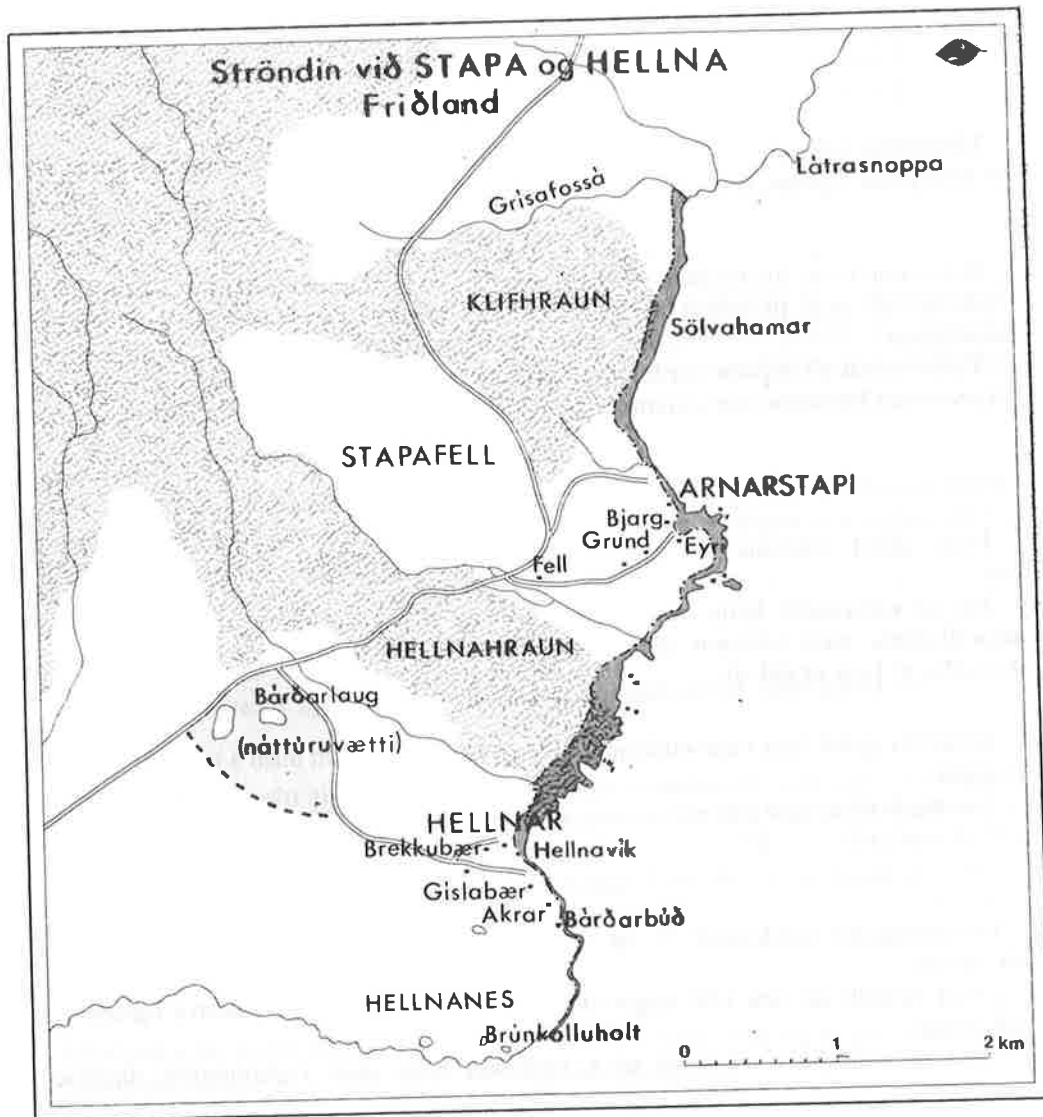 Ströndin við STAPA og HELLNA
Friðland
Látrasnoppa
Grísafossá
KLIFHRAUN
Sölvahamar
STAPAFELL
ARNARSTAPI
Bjarg
Grund
Eyri
Fell
HELLNAHRAUN
Bárðarlaug
(náttúruvætti)
HELLNAR
Brekkubær
Hellnavík
Gíslabær
Akrar
Bárðarbúð
HELLNANES
Brúnkolluholt
0 1 2 km